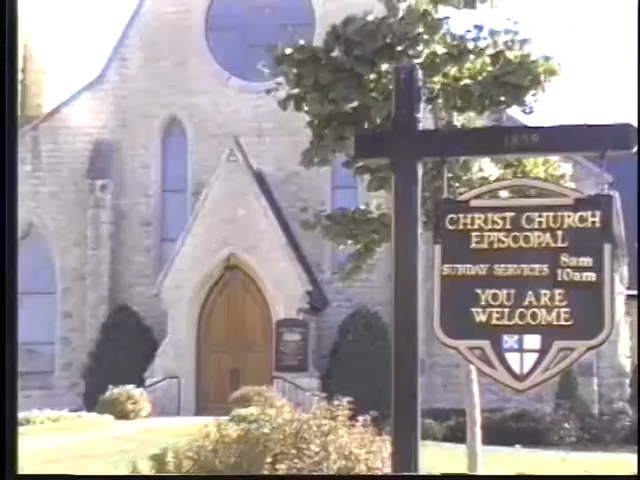 CHRIST CHURCH
EPISCOPAL
SUNDAY SERVICES 8am
10am
YOU ARE
WELCOME